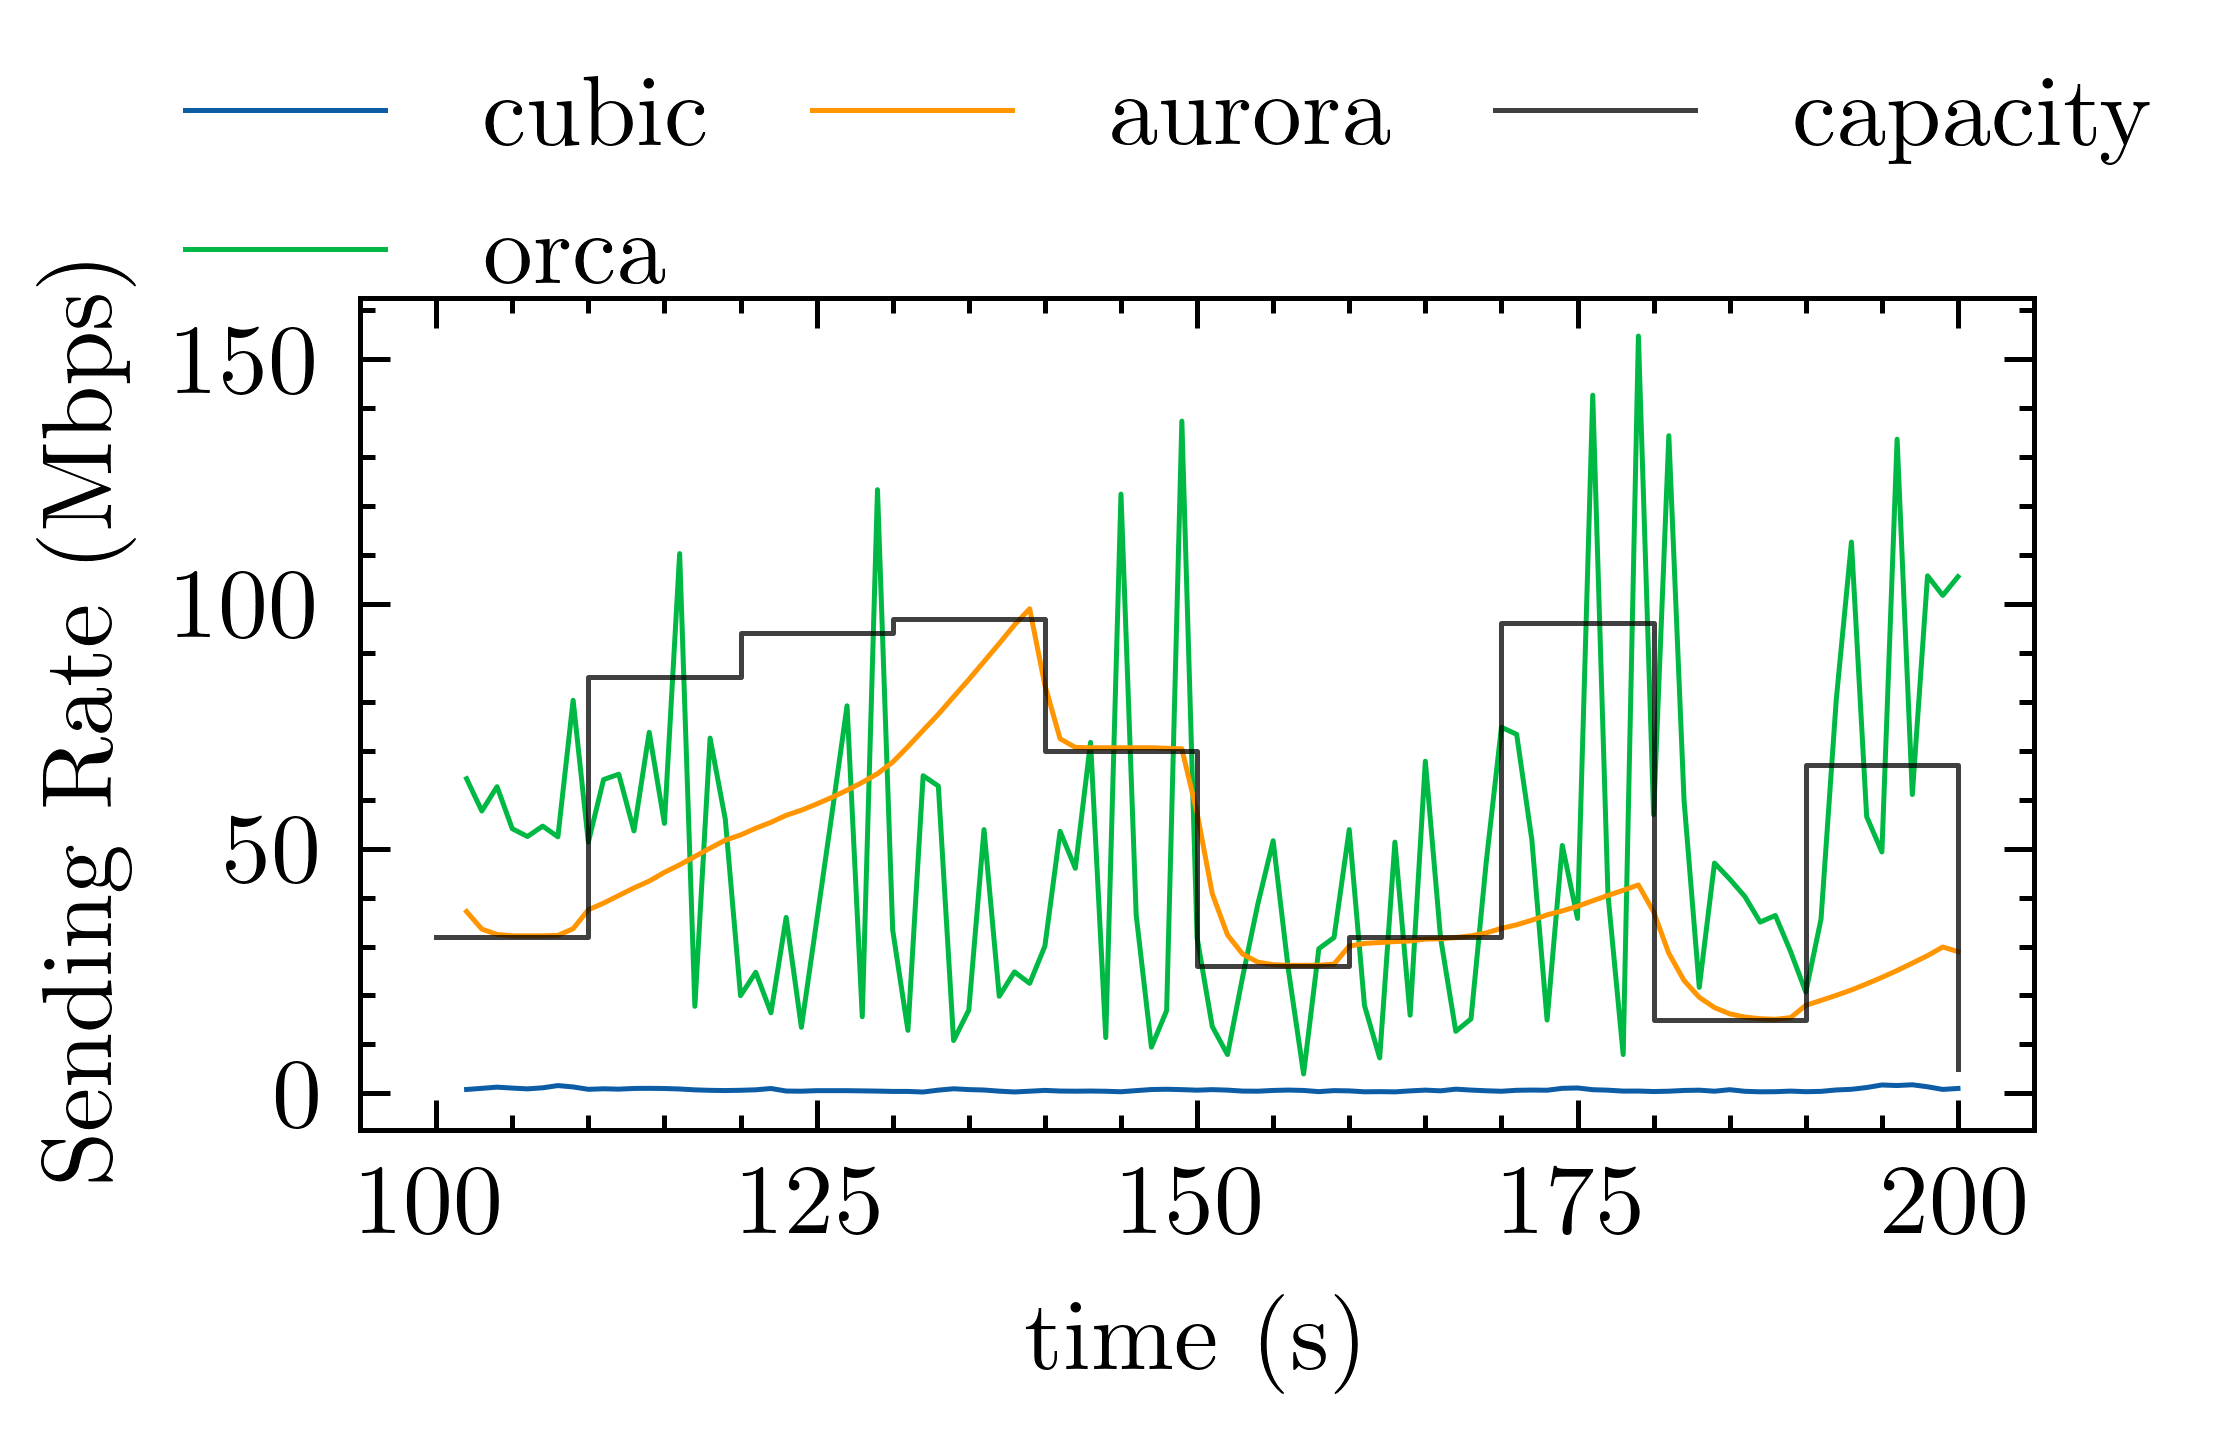 cubic aurora capacity
orca
Sending Rate (Mbps)
150
100
50
0
100 125 150 175 200
time (s)